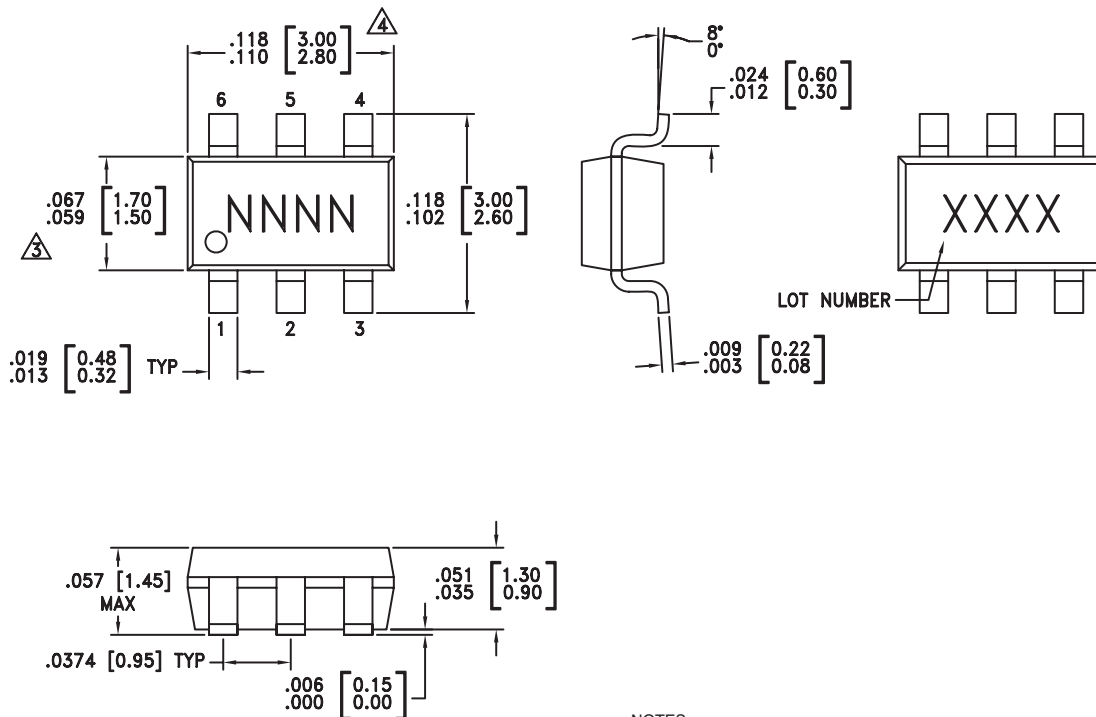 .118 [3.00]
.110 [2.80]
4
6 5 4
NNNN
1 2 3
.067 [1.70]
.059 [1.50]
3
.118 [3.00]
.102 [2.60]
.019 [0.48] TYP
.013 [0.32]
8°
0°
.024 [0.60]
.012 [0.30]
.009 [0.22]
.003 [0.08]
XXXX
LOT NUMBER
.057 [1.45]
MAX
.051 [1.30]
.035 [0.90]
.0374 [0.95] TYP
.006 [0.15]
.000 [0.00]
NOTES